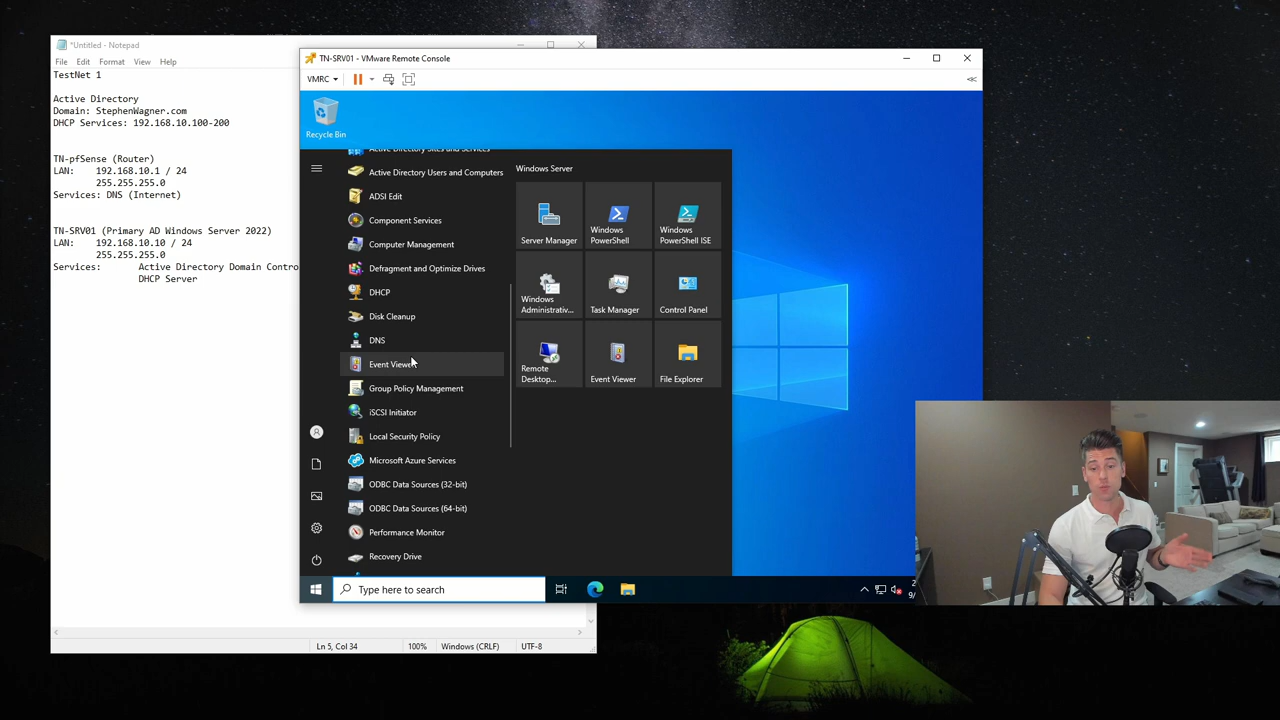 *Untitled - Notepad
File Edit Format View Help
TestNet 1
Active Directory
Domain: StephenWagner.com
DHCP Services: 192.168.10.100-200
TN-pfSense (Router)
LAN: 192.168.10.1 / 24
255.255.255.0
Services: DNS (Internet)
TN-SRV01 (Primary AD Windows Server 2022)
LAN: 192.168.10.10 / 24
255.255.255.0
Services: Active Directory Domain Contro
DHCP Server
Ln 5, Col 34
100%
Windows (CRLF)
UTF-8
TN-SRV01 - VMware Remote Console
VMRC
Recycle Bin
Active Directory Sites and Services
Active Directory Users and Computers
ADSI Edit
Component Services
Computer Management
Defragment and Optimize Drives
DHCP
Disk Cleanup
DNS
Event Viewer
Group Policy Management
iSCSI Initiator
Local Security Policy
Microsoft Azure Services
ODBC Data Sources (32-bit)
ODBC Data Sources (64-bit)
Performance Monitor
Recovery Drive
Windows Server
Server Manager
Windows
PowerShell
Windows
PowerShell ISE
Windows
Administrativ...
Task Manager
Control Panel
Remote
Desktop...
Event Viewer
File Explorer
Type here to search